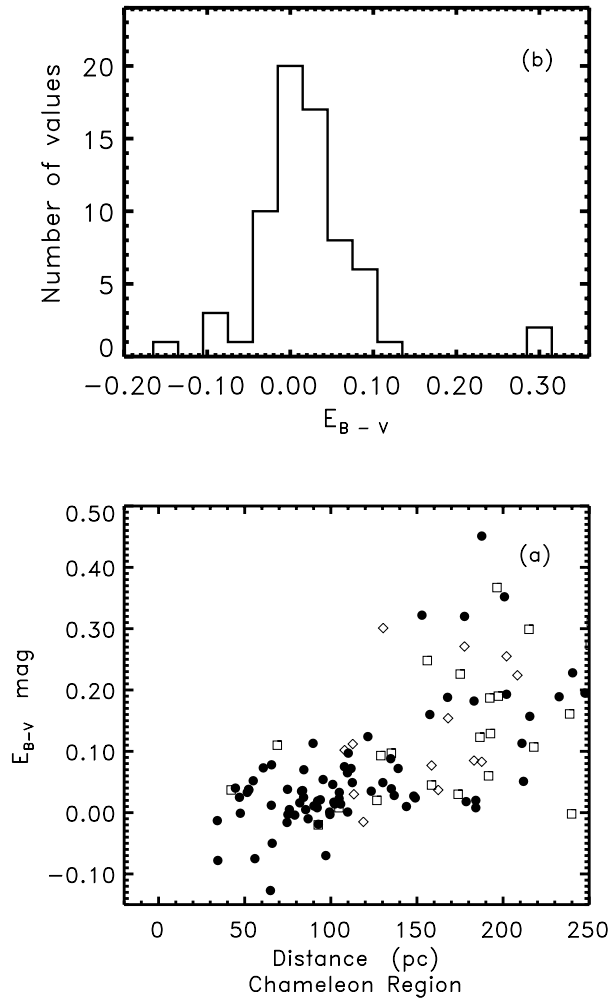 (b)
Number of values
20
15
10
5
0
−0.20 −0.10 0.00 0.10 0.20 0.30
E_B − V
(a)
E_B−V mag
0.50
0.40
0.30
0.20
0.10
0.00
−0.10
0 50 100 150 200 250
Distance (pc)
Chameleon Region